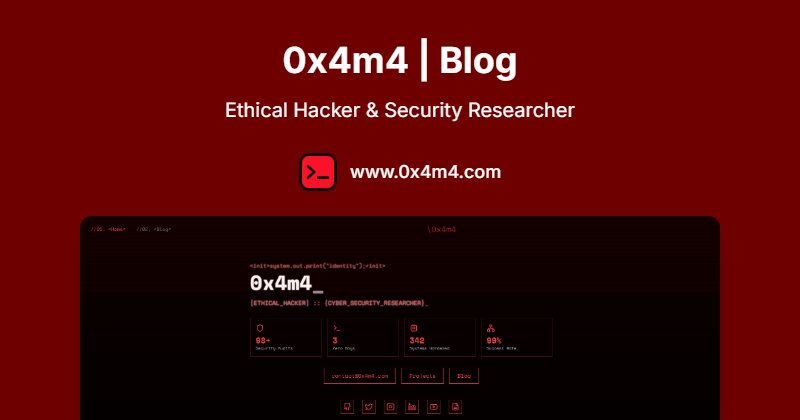 0x4m4 | Blog
Ethical Hacker & Security Researcher
www.0x4m4.com
//01. <Home> //02. <Blog> \0x4m4
<init>system.out.print("identity");<init>
0x4m4_
[ETHICAL_HACKER] :: {CYBER_SECURITY_RESEARCHER}_
98+ 3 342 99%
Security Audits Zero Days Systems Hardened Success Rate
contact@0x4m4.com Projects Blog